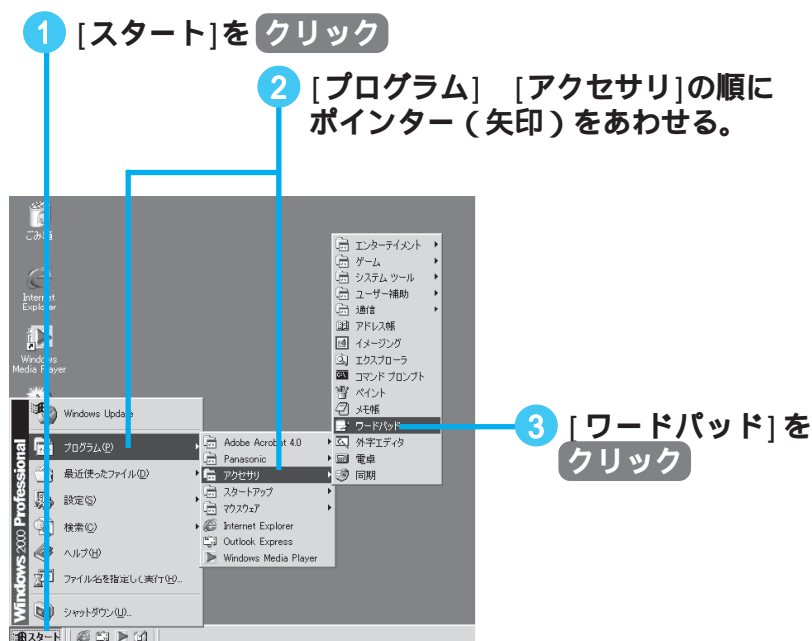 1 [スタート]を クリック
2 [プログラム] [アクセサリ]の順に
ポインター(矢印)をあわせる。
ごみ箱
Internet
Explorer
Windows
Media Player
エンターテイメント
ゲーム
システム ツール
ユーザー補助
通信
アドレス帳
イメージング
エクスプローラ
コマンド プロンプト
ペイント
メモ帳
ワードパッド
外字エディタ
電卓
同期
3 [ワードパッド]を
クリック
Windows 2000 Professional
Windows Update
プログラム(P)
最近使ったファイル(D)
設定(S)
検索(C)
ヘルプ(H)
ファイル名を指定して実行(R)...
シャットダウン(U)...
Adobe Acrobat 4.0
Panasonic
アクセサリ
スタートアップ
マウスウェア
Internet Explorer
Outlook Express
Windows Media Player
スタート